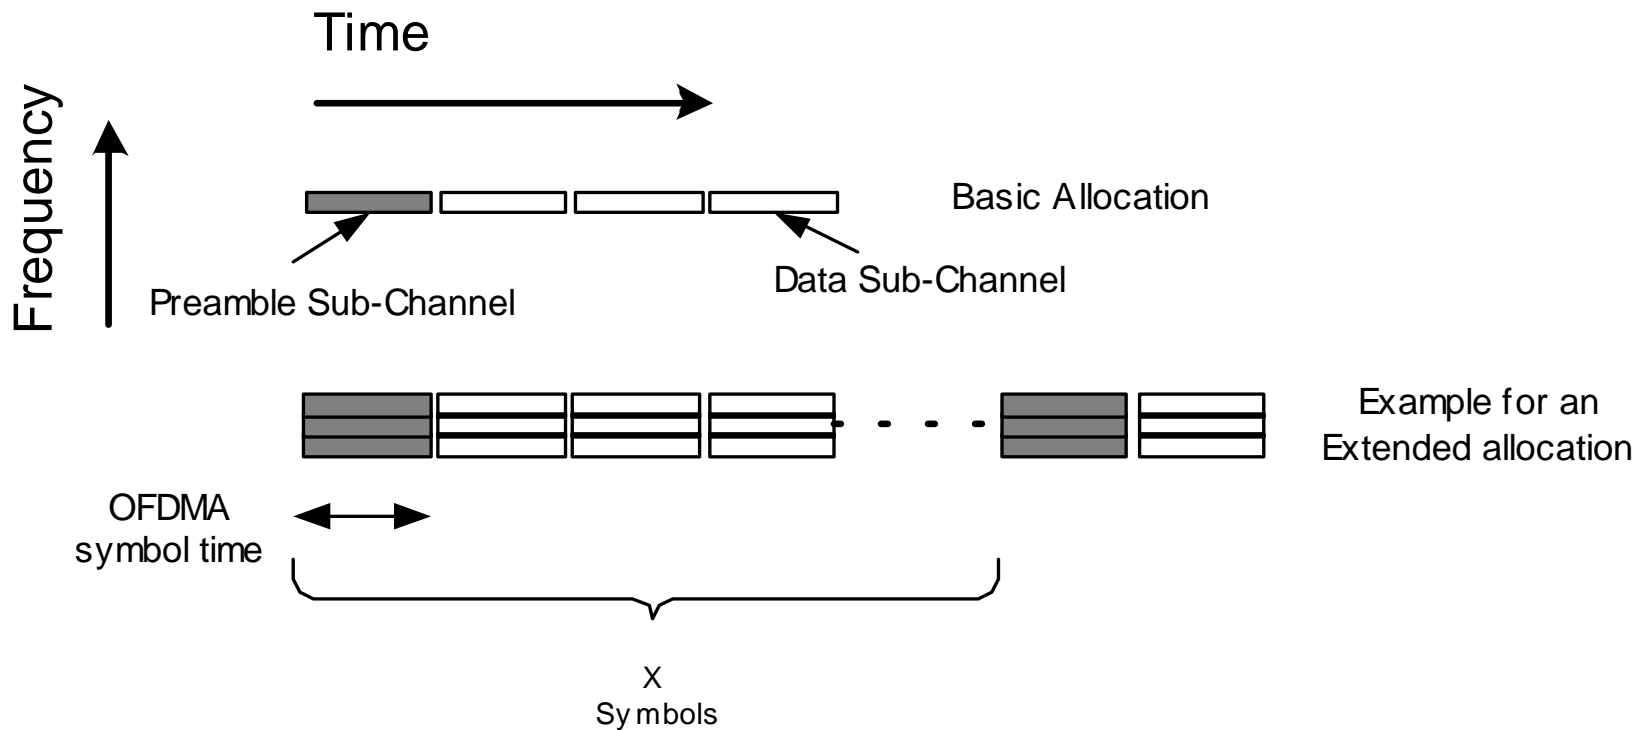 Time
Frequency
Basic Allocation
Preamble Sub-Channel
Data Sub-Channel
Example for an
Extended allocation
OFDMA
symbol time
X
Symbols